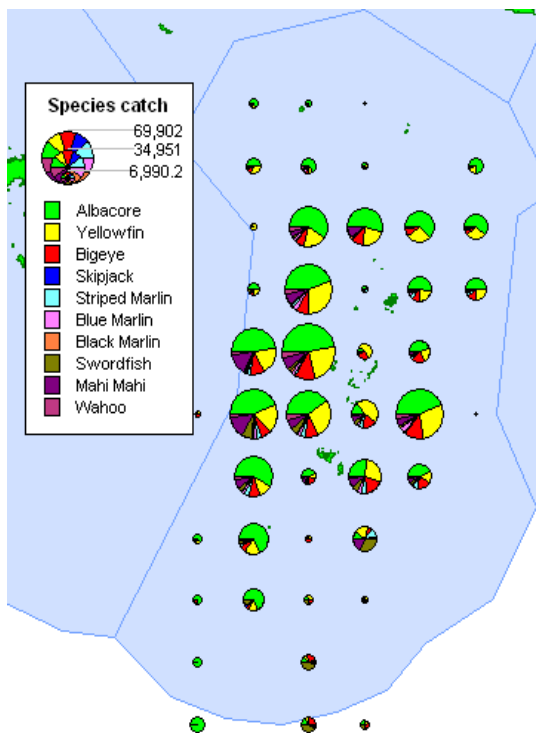 Species catch
69,902
34,951
6,990.2
Albacore
Yellowfin
Bigeye
Skipjack
Striped Marlin
Blue Marlin
Black Marlin
Swordfish
Mahi Mahi
Wahoo